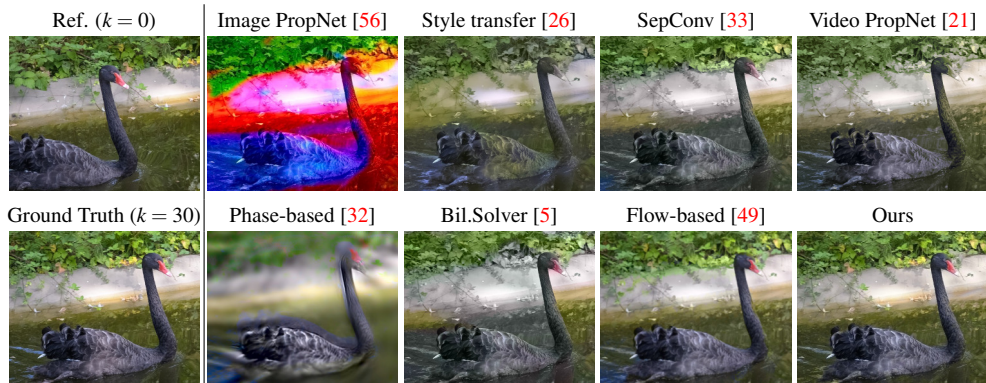 Ref. (k = 0)
Image PropNet [56]
Style transfer [26]
SepConv [33]
Video PropNet [21]
Ground Truth (k = 30)
Phase-based [32]
Bil.Solver [5]
Flow-based [49]
Ours